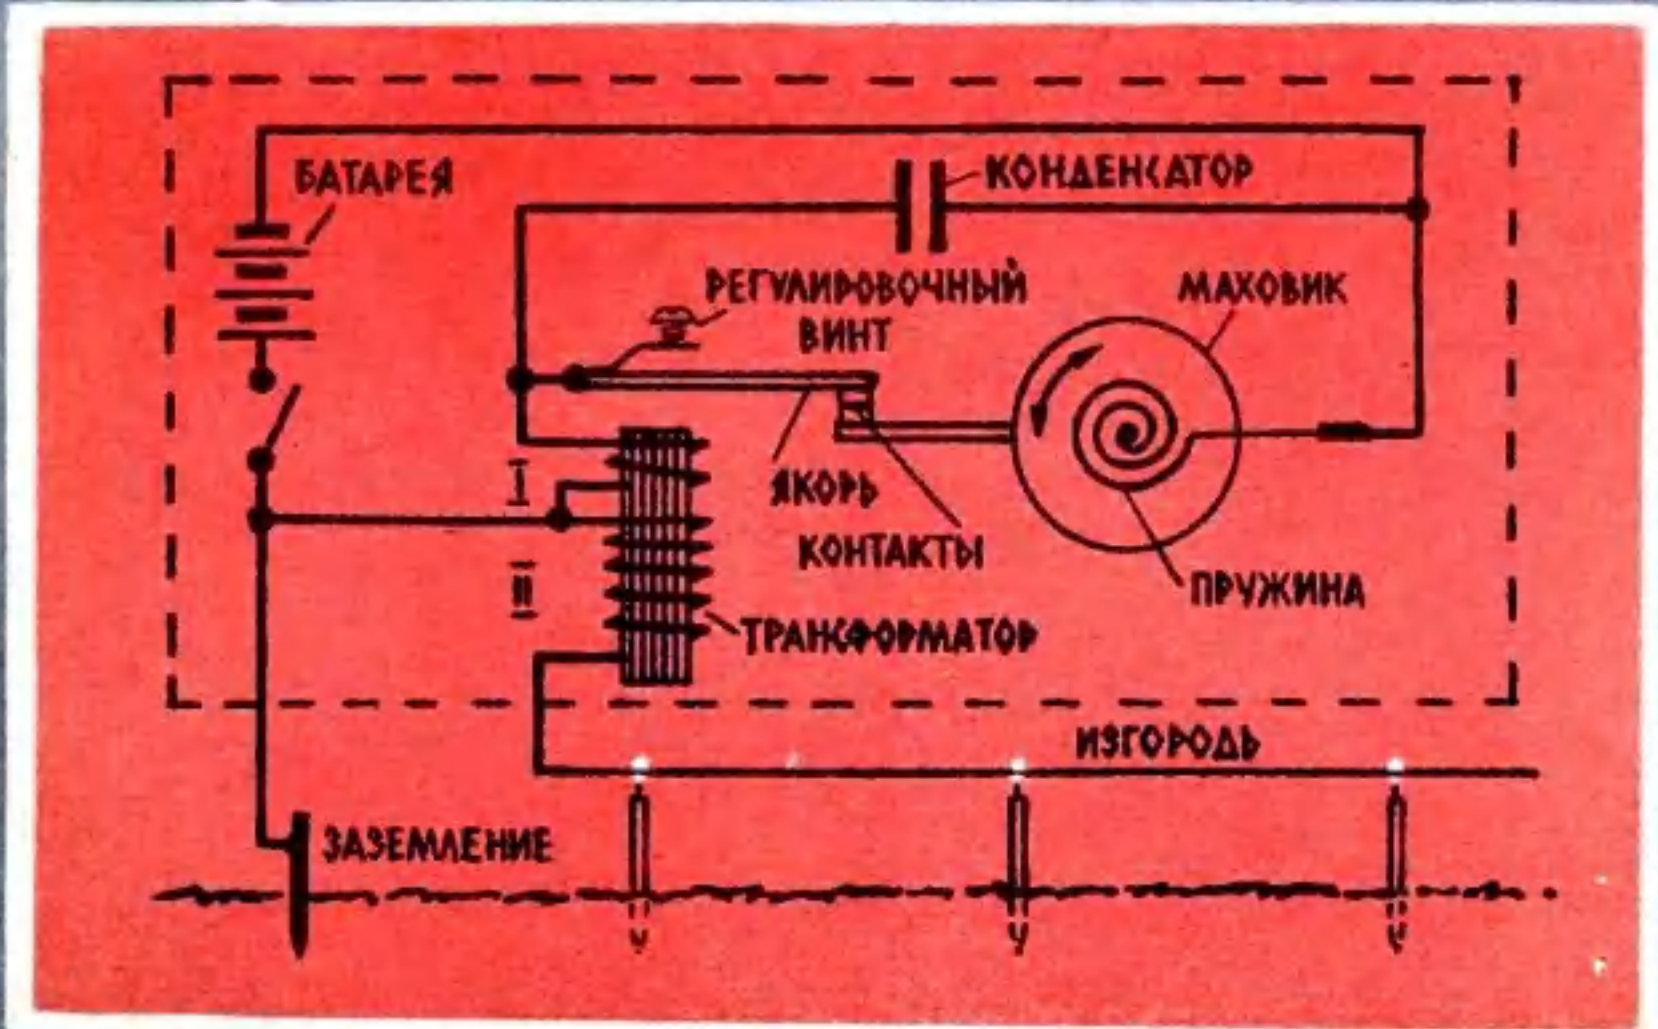 БАТАРЕЯ
КОНДЕНСАТОР
РЕГУЛИРОВОЧНЫЙ
ВИНТ
МАХОВИК
I
ЯКОРЬ
КОНТАКТЫ
II
ПРУЖИНА
ТРАНСФОРМАТОР
ИЗГОРОДЬ
ЗАЗЕМЛЕНИЕ